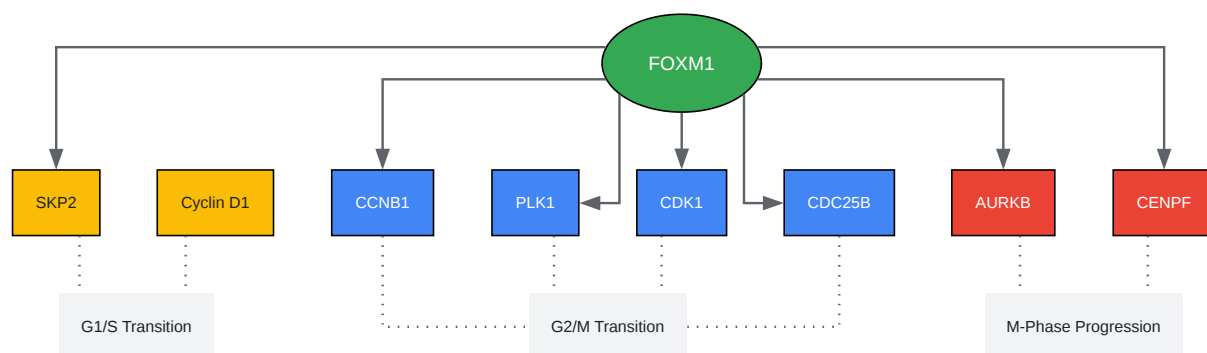 FOXM1
SKP2
Cyclin D1
CCNB1
PLK1
CDK1
CDC25B
AURKB
CENPF
G1/S Transition
G2/M Transition
M-Phase Progression